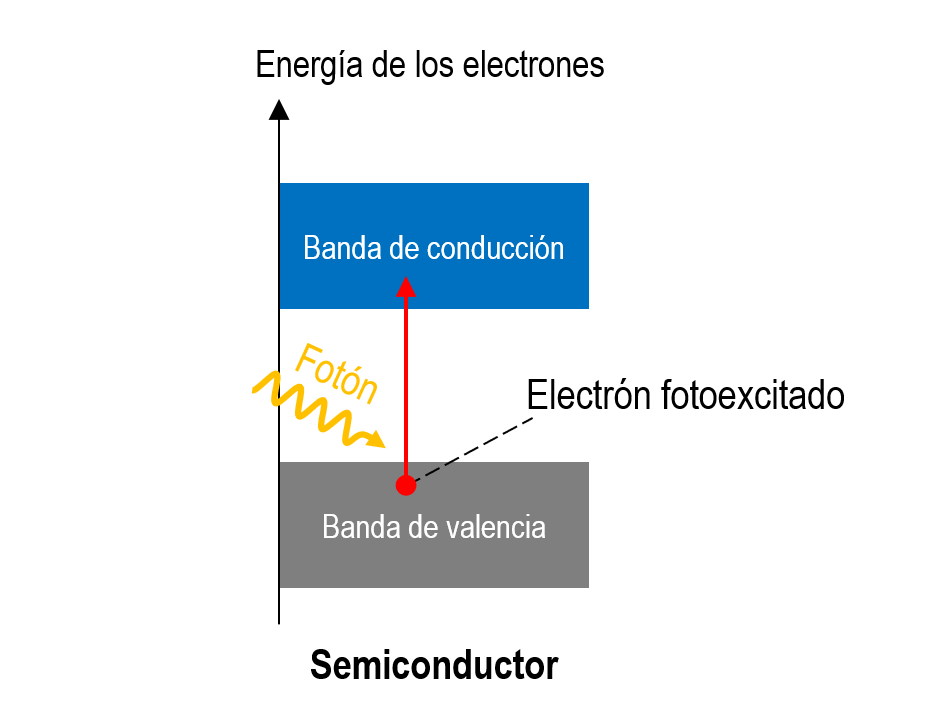 Energía de los electrones
Banda de conducción
Fotón
Electrón fotoexcitado
Banda de valencia
Semiconductor